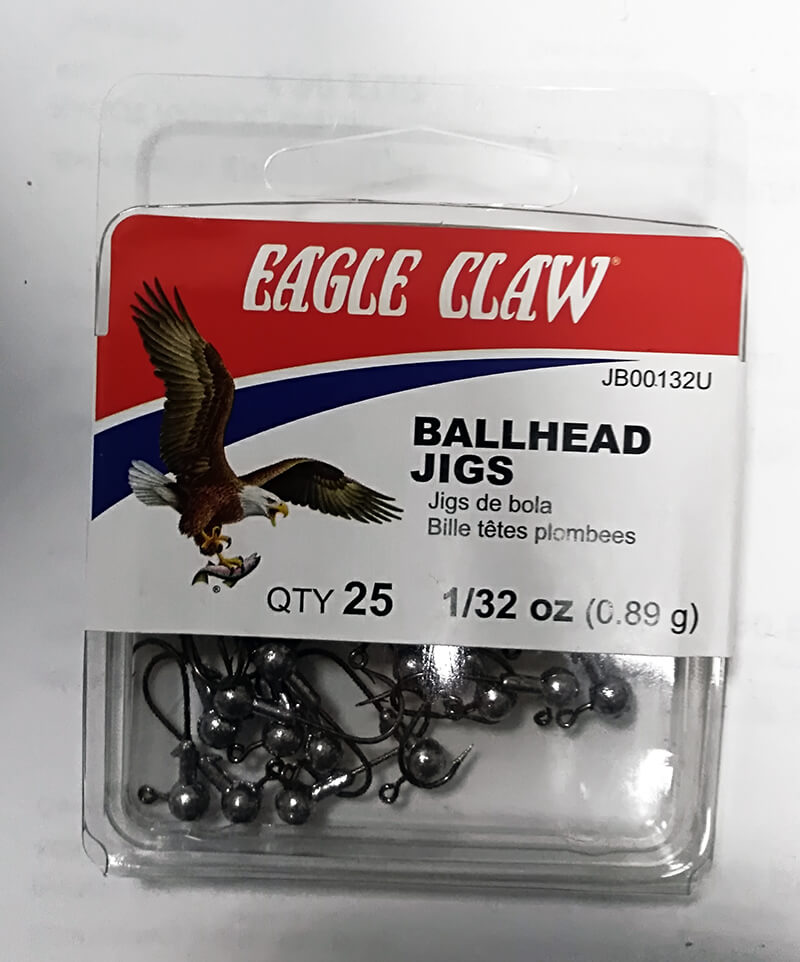 EAGLE CLAW®
JB00132U
BALLHEAD
JIGS
Jigs de bola
Bille têtes plombees
®
QTY 25 1/32 oz (0.89 g)